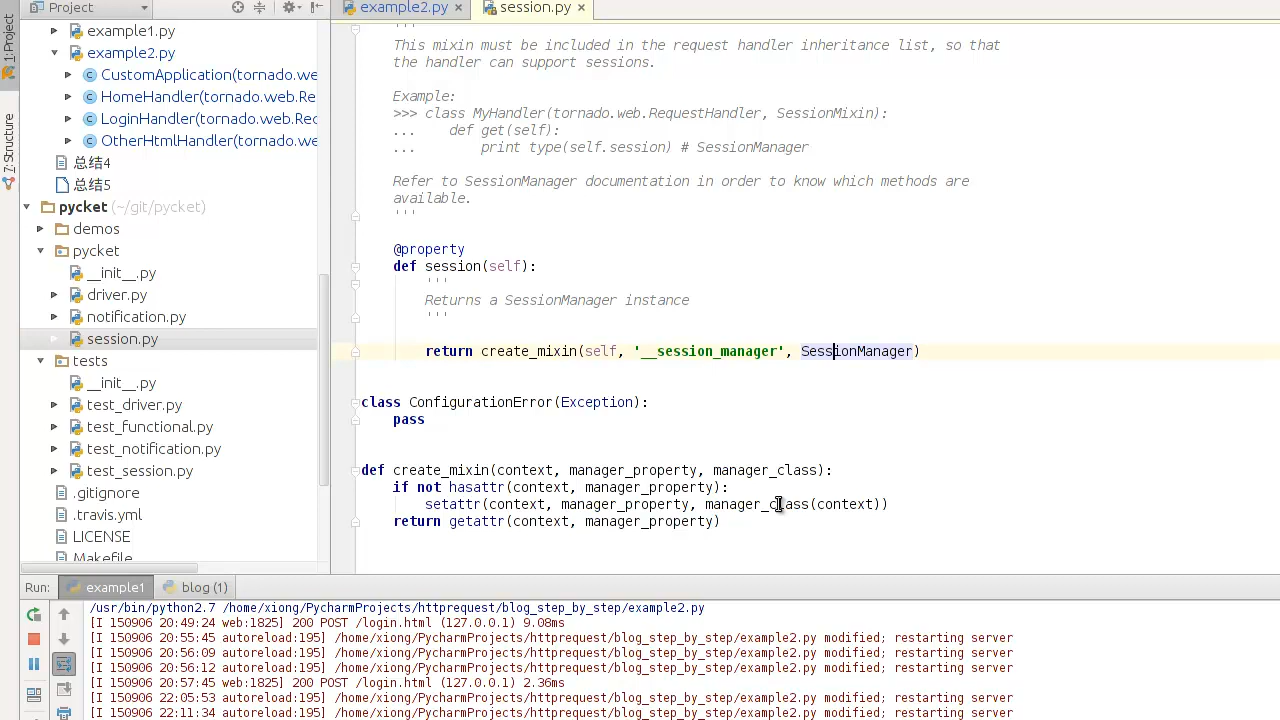 Project
example2.py
session.py
1: Project
7: Structure
example1.py
example2.py
CustomApplication(tornado.we
HomeHandler(tornado.web.Re
LoginHandler(tornado.web.Rec
OtherHtmlHandler(tornado.we
总结4
总结5
pycket (~/git/pycket)
demos
pycket
__init__.py
driver.py
notification.py
session.py
tests
__init__.py
test_driver.py
test_functional.py
test_notification.py
test_session.py
.gitignore
.travis.yml
LICENSE
Makefile
'''
This mixin must be included in the request handler inheritance list, so that
the handler can support sessions.
Example:
>>> class MyHandler(tornado.web.RequestHandler, SessionMixin):
...     def get(self):
...         print type(self.session) # SessionManager
Refer to SessionManager documentation in order to know which methods are
available.
'''
@property
def session(self):
'''
Returns a SessionManager instance
'''
return create_mixin(self, '__session_manager', SessionManager)
class ConfigurationError(Exception):
pass
def create_mixin(context, manager_property, manager_class):
if not hasattr(context, manager_property):
setattr(context, manager_property, manager_class(context))
return getattr(context, manager_property)
Run: example1 blog (1)
/usr/bin/python2.7 /home/xiong/PycharmProjects/httprequest/blog_step_by_step/example2.py
[I 150906 20:49:24 web:1825] 200 POST /login.html (127.0.0.1) 9.08ms
[I 150906 20:55:45 autoreload:195] /home/xiong/PycharmProjects/httprequest/blog_step_by_step/example2.py modified; restarting server
[I 150906 20:56:09 autoreload:195] /home/xiong/PycharmProjects/httprequest/blog_step_by_step/example2.py modified; restarting server
[I 150906 20:56:12 autoreload:195] /home/xiong/PycharmProjects/httprequest/blog_step_by_step/example2.py modified; restarting server
[I 150906 20:57:45 web:1825] 200 POST /login.html (127.0.0.1) 2.36ms
[I 150906 22:05:53 autoreload:195] /home/xiong/PycharmProjects/httprequest/blog_step_by_step/example2.py modified; restarting server
[I 150906 22:11:34 autoreload:195] /home/xiong/PycharmProjects/httprequest/blog_step_by_step/example2.py modified; restarting server